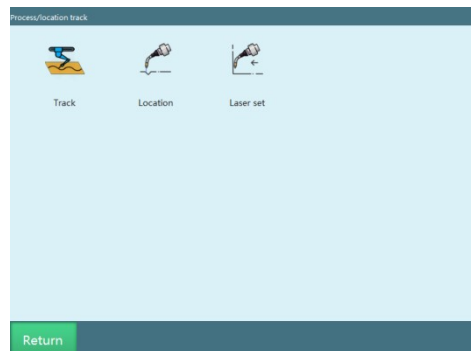 Process/location track
Track
Location
Laser set
Return